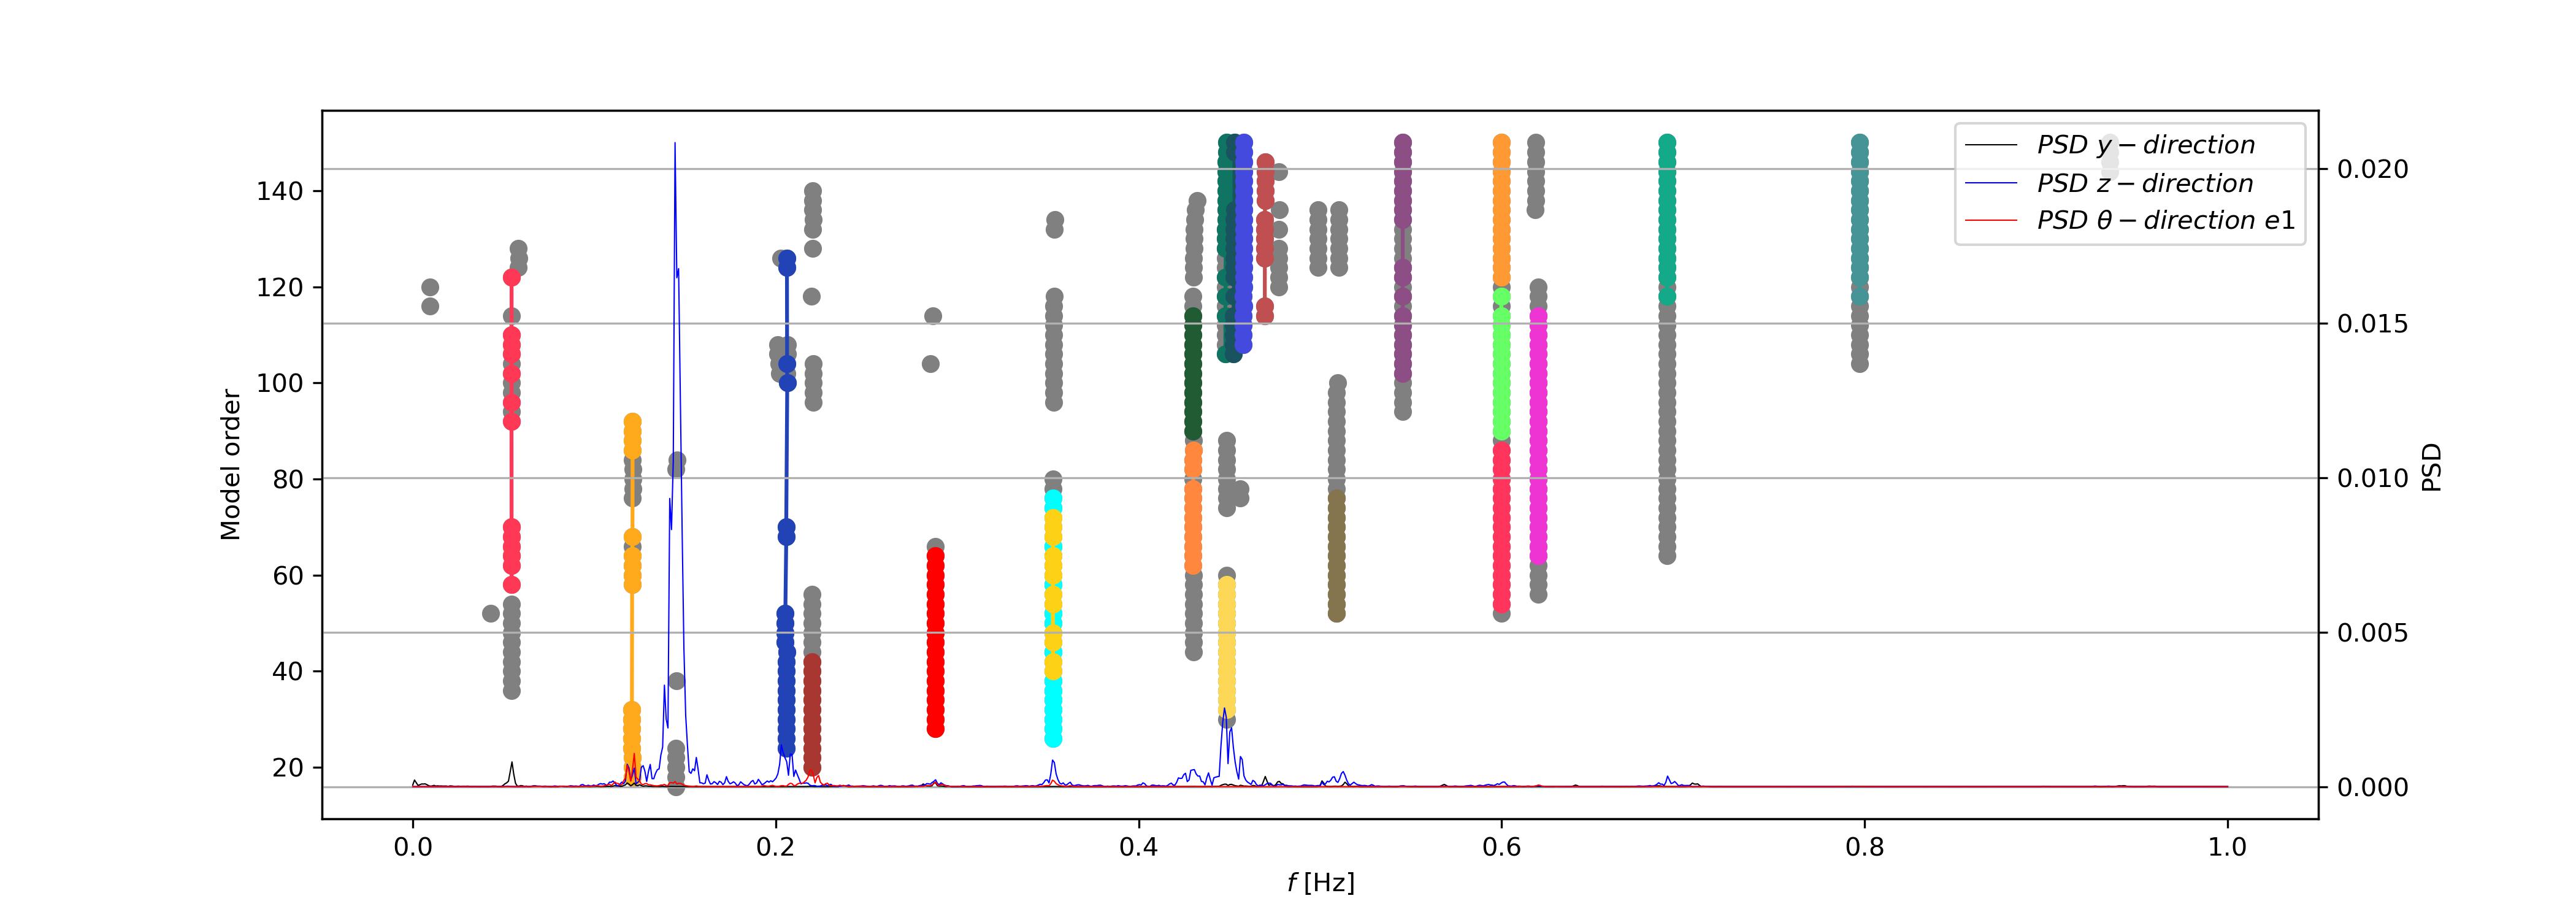 PSD y − direction
PSD z − direction
PSD θ − direction e1
140
120
100
80
60
40
20
Model order
0.020
0.015
0.010
0.005
0.000
PSD
0.0 0.2 0.4 0.6 0.8 1.0
f [Hz]